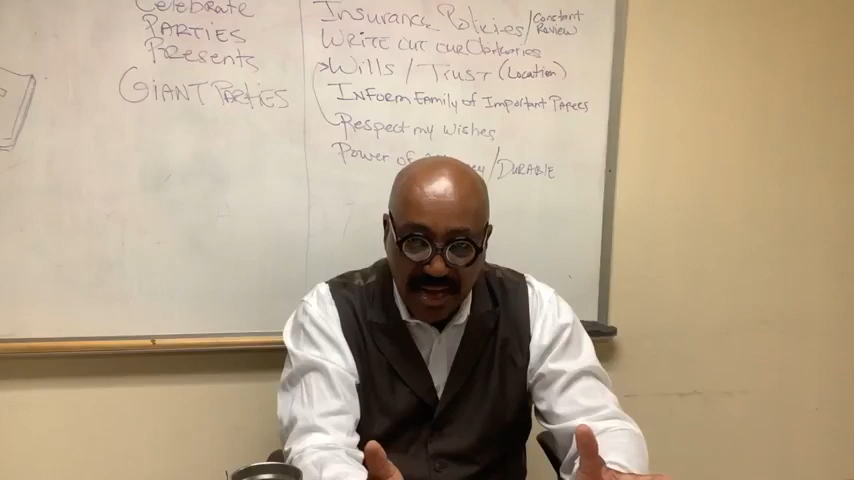 Celebrate
PARTIES
Presents
GIANT PARTIES
Insurance Policies/Constant Review
WRITE OUT OUR Obituaries
>Wills / TRUST (Location)
INFORM Family of Important Papers
Respect my Wishes
Power of /DURABLE